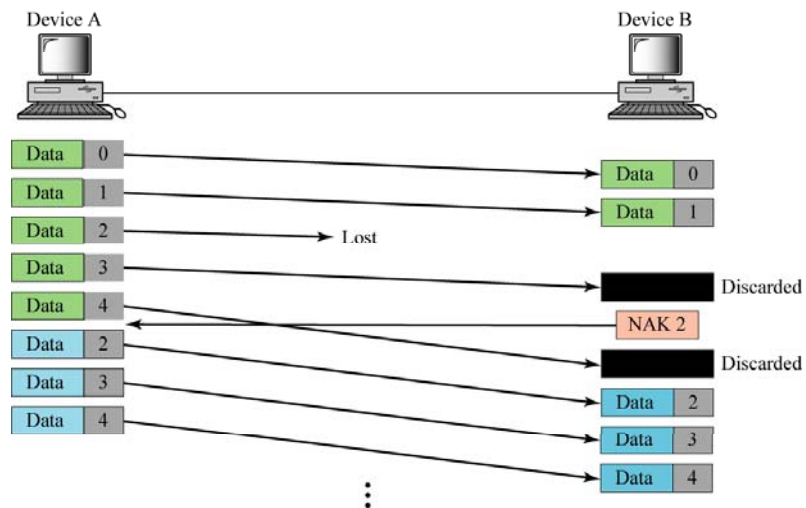 Device A
Device B
Data 0
Data 0
Data 1
Data 1
Data 2
Lost
Data 3
Discarded
Data 4
NAK 2
Data 2
Discarded
Data 3
Data 2
Data 4
Data 3
Data 4